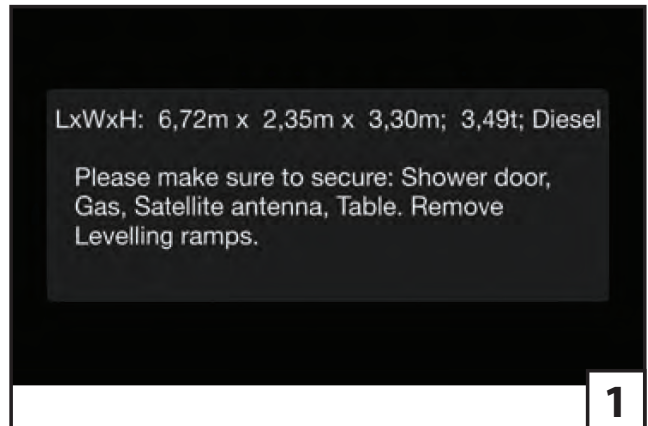 LxWxH: 6,72m x 2,35m x 3,30m; 3,49t; Diesel
Please make sure to secure: Shower door,
Gas, Satellite antenna, Table. Remove
Levelling ramps.
1